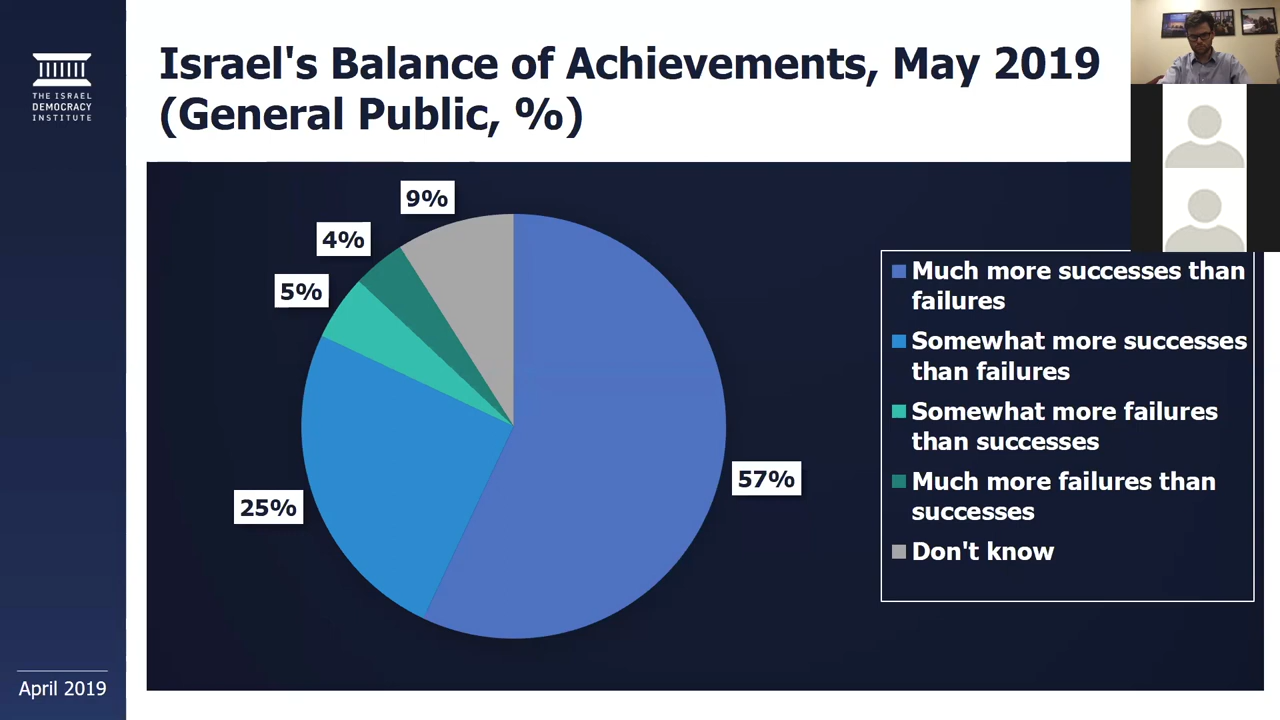 THE ISRAEL
DEMOCRACY
INSTITUTE
Israel's Balance of Achievements, May 2019
(General Public, %)
9%
4%
5%
25%
57%
Much more successes than
failures
Somewhat more successes
than failures
Somewhat more failures
than successes
Much more failures than
successes
Don't know
April 2019